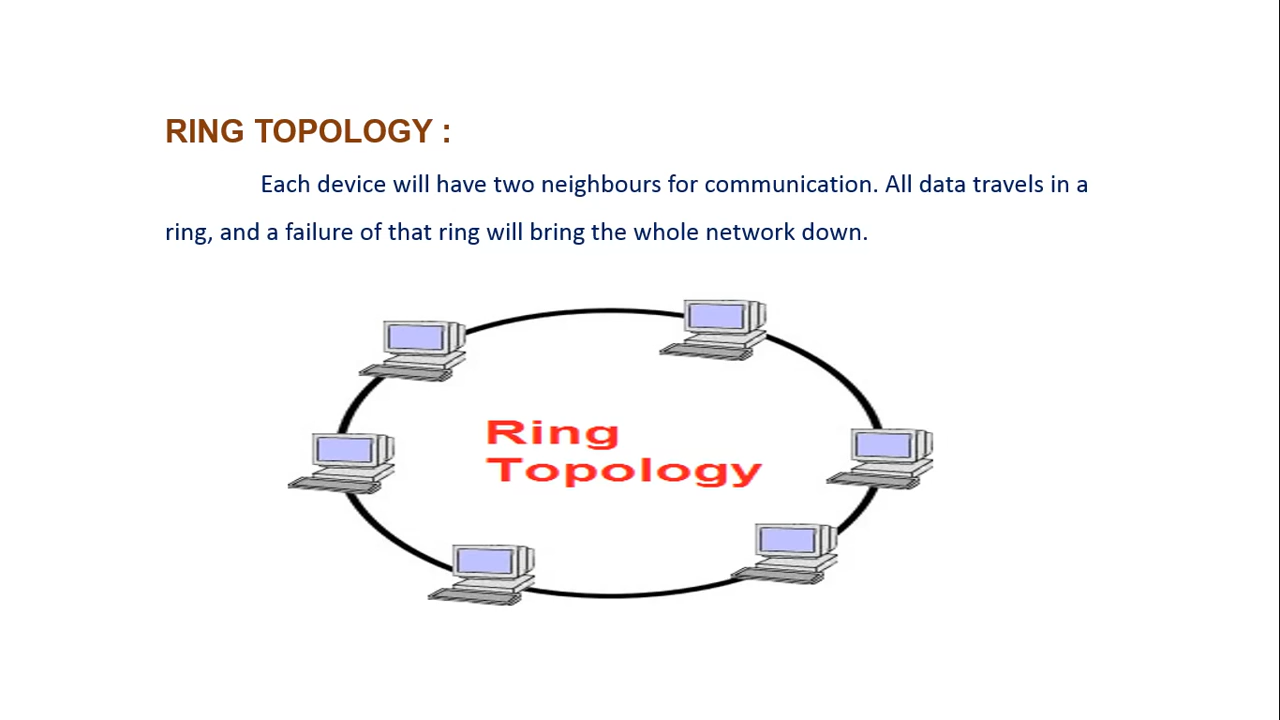 RING TOPOLOGY :
Each device will have two neighbours for communication. All data travels in a
ring, and a failure of that ring will bring the whole network down.
Ring
Topology